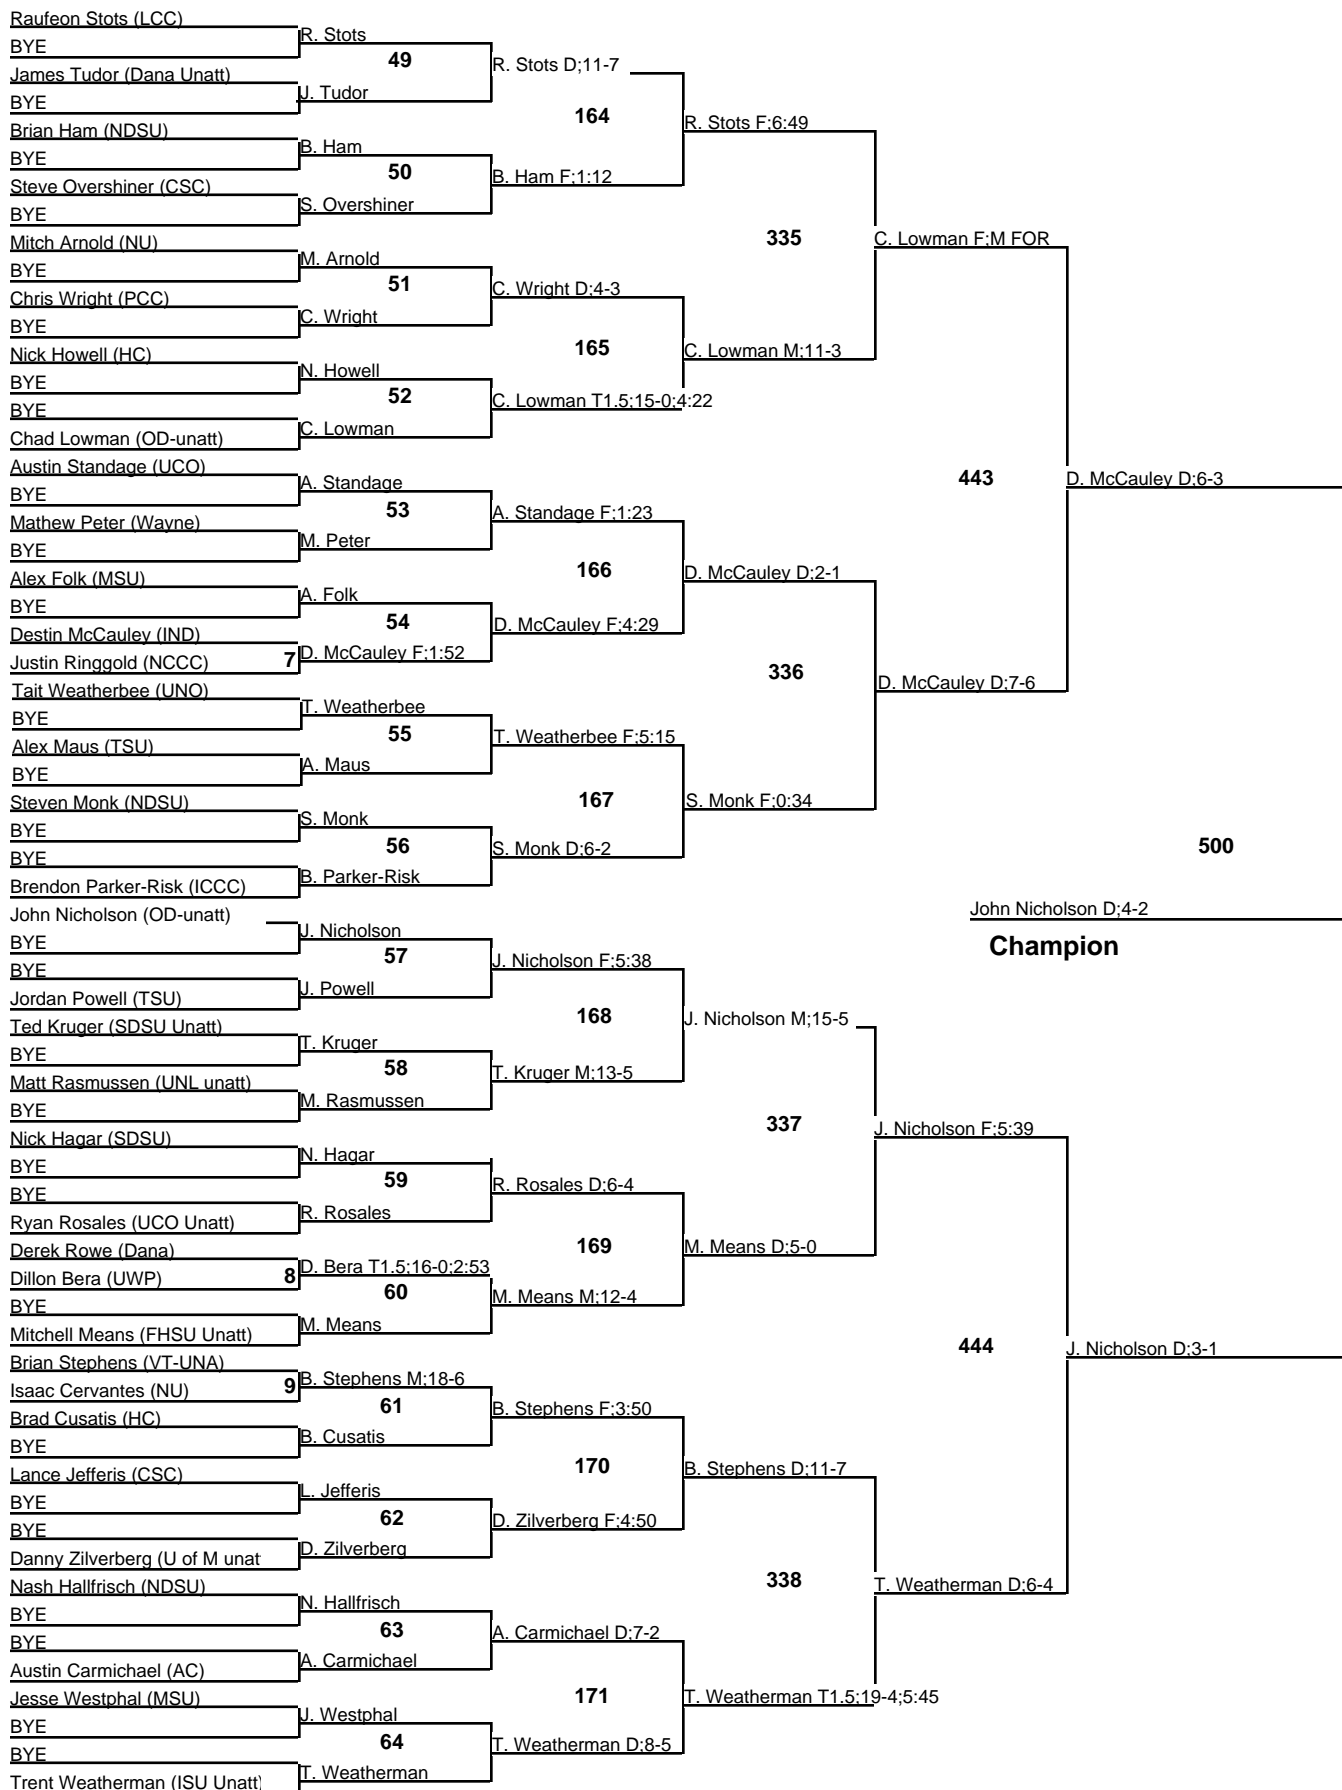 Raufeon Stots (LCC)
BYE
R. Stots
49
James Tudor (Dana Unatt)
BYE
J. Tudor
R. Stots D;11-7
164
Brian Ham (NDSU)
BYE
B. Ham
50
Steve Overshiner (CSC)
BYE
S. Overshiner
B. Ham F;1:12
R. Stots F;6:49
335
Mitch Arnold (NU)
BYE
M. Arnold
51
Chris Wright (PCC)
BYE
C. Wright
C. Wright D;4-3
165
Nick Howell (HC)
BYE
N. Howell
52
BYE
Chad Lowman (OD-unatt)
C. Lowman
C. Lowman T1.5;15-0;4:22
C. Lowman M;11-3
C. Lowman F;M FOR
443
Austin Standage (UCO)
BYE
A. Standage
53
Mathew Peter (Wayne)
BYE
M. Peter
A. Standage F;1:23
166
Alex Folk (MSU)
BYE
A. Folk
54
Destin McCauley (IND)
Justin Ringgold (NCCC)
7
D. McCauley F;1:52
D. McCauley F;4:29
D. McCauley D;2-1
336
Tait Weatherbee (UNO)
BYE
T. Weatherbee
55
Alex Maus (TSU)
BYE
A. Maus
T. Weatherbee F;5:15
167
Steven Monk (NDSU)
BYE
S. Monk
56
BYE
Brendon Parker-Risk (ICCC)
B. Parker-Risk
S. Monk D;6-2
S. Monk F;0:34
D. McCauley D;7-6
D. McCauley D;6-3
500
John Nicholson D;4-2
Champion
John Nicholson (OD-unatt)
BYE
J. Nicholson
57
BYE
Jordan Powell (TSU)
J. Powell
J. Nicholson F;5:38
168
Ted Kruger (SDSU Unatt)
BYE
T. Kruger
58
Matt Rasmussen (UNL unatt)
BYE
M. Rasmussen
T. Kruger M;13-5
J. Nicholson M;15-5
337
Nick Hagar (SDSU)
BYE
N. Hagar
59
BYE
Ryan Rosales (UCO Unatt)
R. Rosales
R. Rosales D;6-4
169
Derek Rowe (Dana)
Dillon Bera (UWP)
8
D. Bera T1.5;16-0;2:53
60
BYE
Mitchell Means (FHSU Unatt)
M. Means
M. Means M;12-4
M. Means D;5-0
J. Nicholson F;5:39
444
Brian Stephens (VT-UNA)
Isaac Cervantes (NU)
9
B. Stephens M;18-6
61
Brad Cusatis (HC)
BYE
B. Cusatis
B. Stephens F;3:50
170
Lance Jefferis (CSC)
BYE
L. Jefferis
62
BYE
Danny Zilverberg (U of M unat
D. Zilverberg
D. Zilverberg F;4:50
B. Stephens D;11-7
338
Nash Hallfrisch (NDSU)
BYE
N. Hallfrisch
63
BYE
Austin Carmichael (AC)
A. Carmichael
A. Carmichael D;7-2
171
Jesse Westphal (MSU)
BYE
J. Westphal
64
BYE
Trent Weatherman (ISU Unatt)
T. Weatherman
T. Weatherman D;8-5
T. Weatherman T1.5;19-4;5:45
T. Weatherman D;6-4
J. Nicholson D;3-1